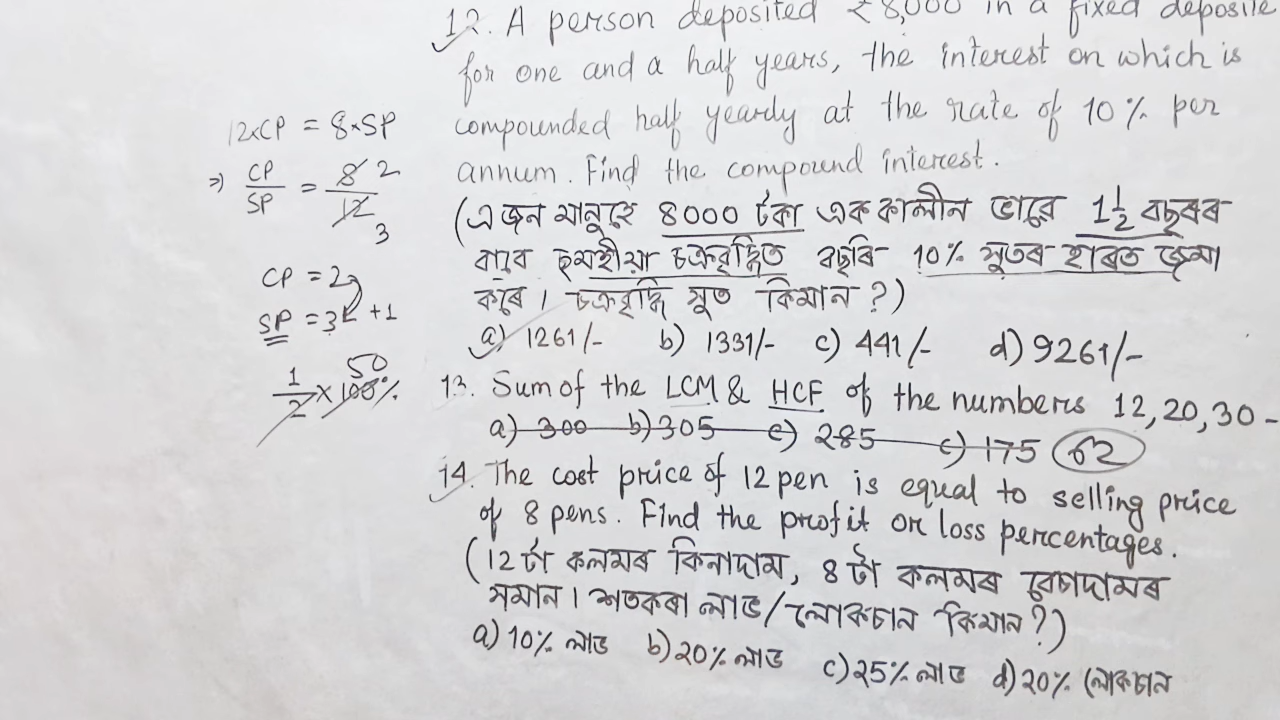 12. A person deposited ₹8,000 in a fixed deposite
for one and a half years, the interest on which is
compounded half yearly at the rate of 10% per
annum. Find the compound interest.
(এজন মানুহে 8000 টকা এককালীন ভাৱে 1½ বছৰৰ
বাবে ছমহীয়া চক্ৰবৃদ্ধিত বছৰি 10% সুতৰ হাৰত জমা
কৰে। চক্ৰবৃদ্ধি সুত কিমান?)
a) 1261/- b) 1331/- c) 441/- d) 9261/-
13. Sum of the LCM & HCF of the numbers 12, 20, 30 -
a) 300 b) 305 c) 285 c) 175 62
14. The cost price of 12 pen is equal to selling price
of 8 pens. Find the profit or loss percentages.
(12 টা কলমৰ কিনাদাম, 8 টা কলমৰ বেচাদামৰ
সমান। শতকৰা লাভ/লোকচান কিমান?)
a) 10% লাভ b) 20% লাভ c) 25% লাভ d) 20% লোকচান
12×CP = 8×SP
⇒ CP/SP = 8/12 2
3
CP = 2
SP = 3 +1
1/2 × 100% 50